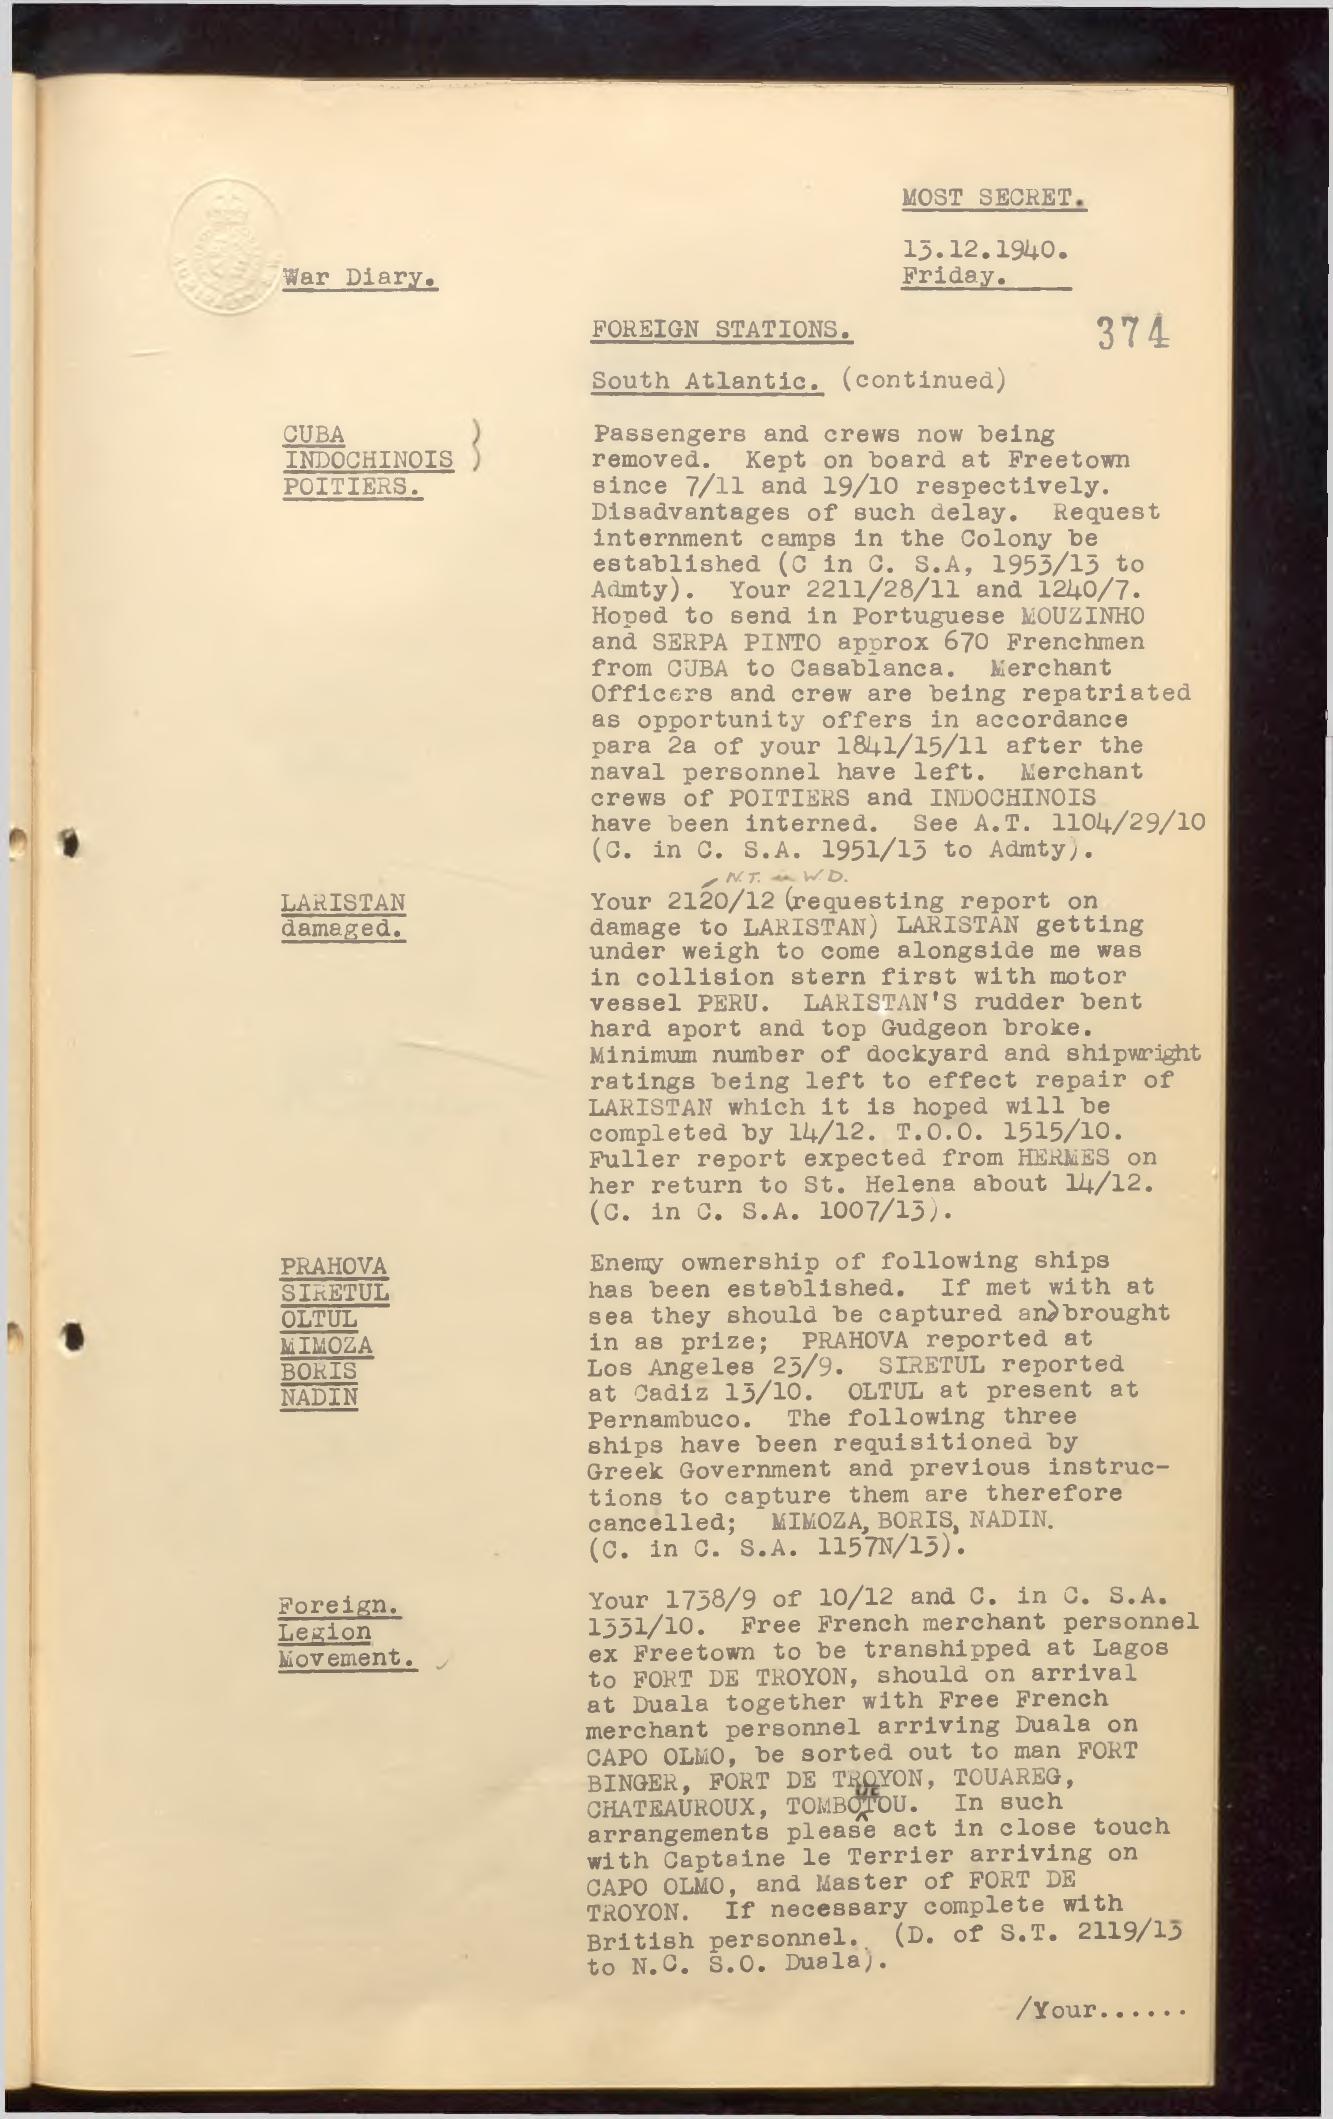 MOST SECRET.
13.12.1940.
War Diary.
Friday.
FOREIGN STATIONS.
374
South Atlantic. (continued)
CUBA )
INDOCHINOIS )
POITIERS.
Passengers and crews now being
removed. Kept on board at Freetown
since 7/11 and 19/10 respectively.
Disadvantages of such delay. Request
internment camps in the Colony be
established (C in C. S.A, 1953/13 to
Admty). Your 2211/28/11 and 1240/7.
Hoped to send in Portuguese MOUZINHO
and SERPA PINTO approx 670 Frenchmen
from CUBA to Casablanca. Merchant
Officers and crew are being repatriated
as opportunity offers in accordance
para 2a of your 1841/15/11 after the
naval personnel have left. Merchant
crews of POITIERS and INDOCHINOIS
have been interned. See A.T. 1104/29/10
(C. in C. S.A. 1951/13 to Admty).
N.T. in W.D.
LARISTAN
damaged.
Your 2120/12 (requesting report on
damage to LARISTAN) LARISTAN getting
under weigh to come alongside me was
in collision stern first with motor
vessel PERU. LARISTAN'S rudder bent
hard aport and top Gudgeon broke.
Minimum number of dockyard and shipwright
ratings being left to effect repair of
LARISTAN which it is hoped will be
completed by 14/12. T.O.O. 1515/10.
Fuller report expected from HERMES on
her return to St. Helena about 14/12.
(C. in C. S.A. 1007/13).
PRAHOVA
SIRETUL
OLTUL
MIMOZA
BORIS
NADIN
Enemy ownership of following ships
has been established. If met with at
sea they should be captured and brought
in as prize; PRAHOVA reported at
Los Angeles 23/9. SIRETUL reported
at Cadiz 13/10. OLTUL at present at
Pernambuco. The following three
ships have been requisitioned by
Greek Government and previous instruc-
tions to capture them are therefore
cancelled; MIMOZA, BORIS, NADIN.
(C. in C. S.A. 1157N/13).
Foreign.
Legion
Movement.
Your 1738/9 of 10/12 and C. in C. S.A.
1331/10. Free French merchant personnel
ex Freetown to be transhipped at Lagos
to FORT DE TROYON, should on arrival
at Duala together with Free French
merchant personnel arriving Duala on
CAPO OLMO, be sorted out to man FORT
BINGER, FORT DE TROYON, TOUAREG,
CHATEAUROUX, TOMBOTOU. In such
arrangements please act in close touch
with Captaine le Terrier arriving on
CAPO OLMO, and Master of FORT DE
TROYON. If necessary complete with
British personnel. (D. of S.T. 2119/13
to N.C. S.O. Duala).
/Your......